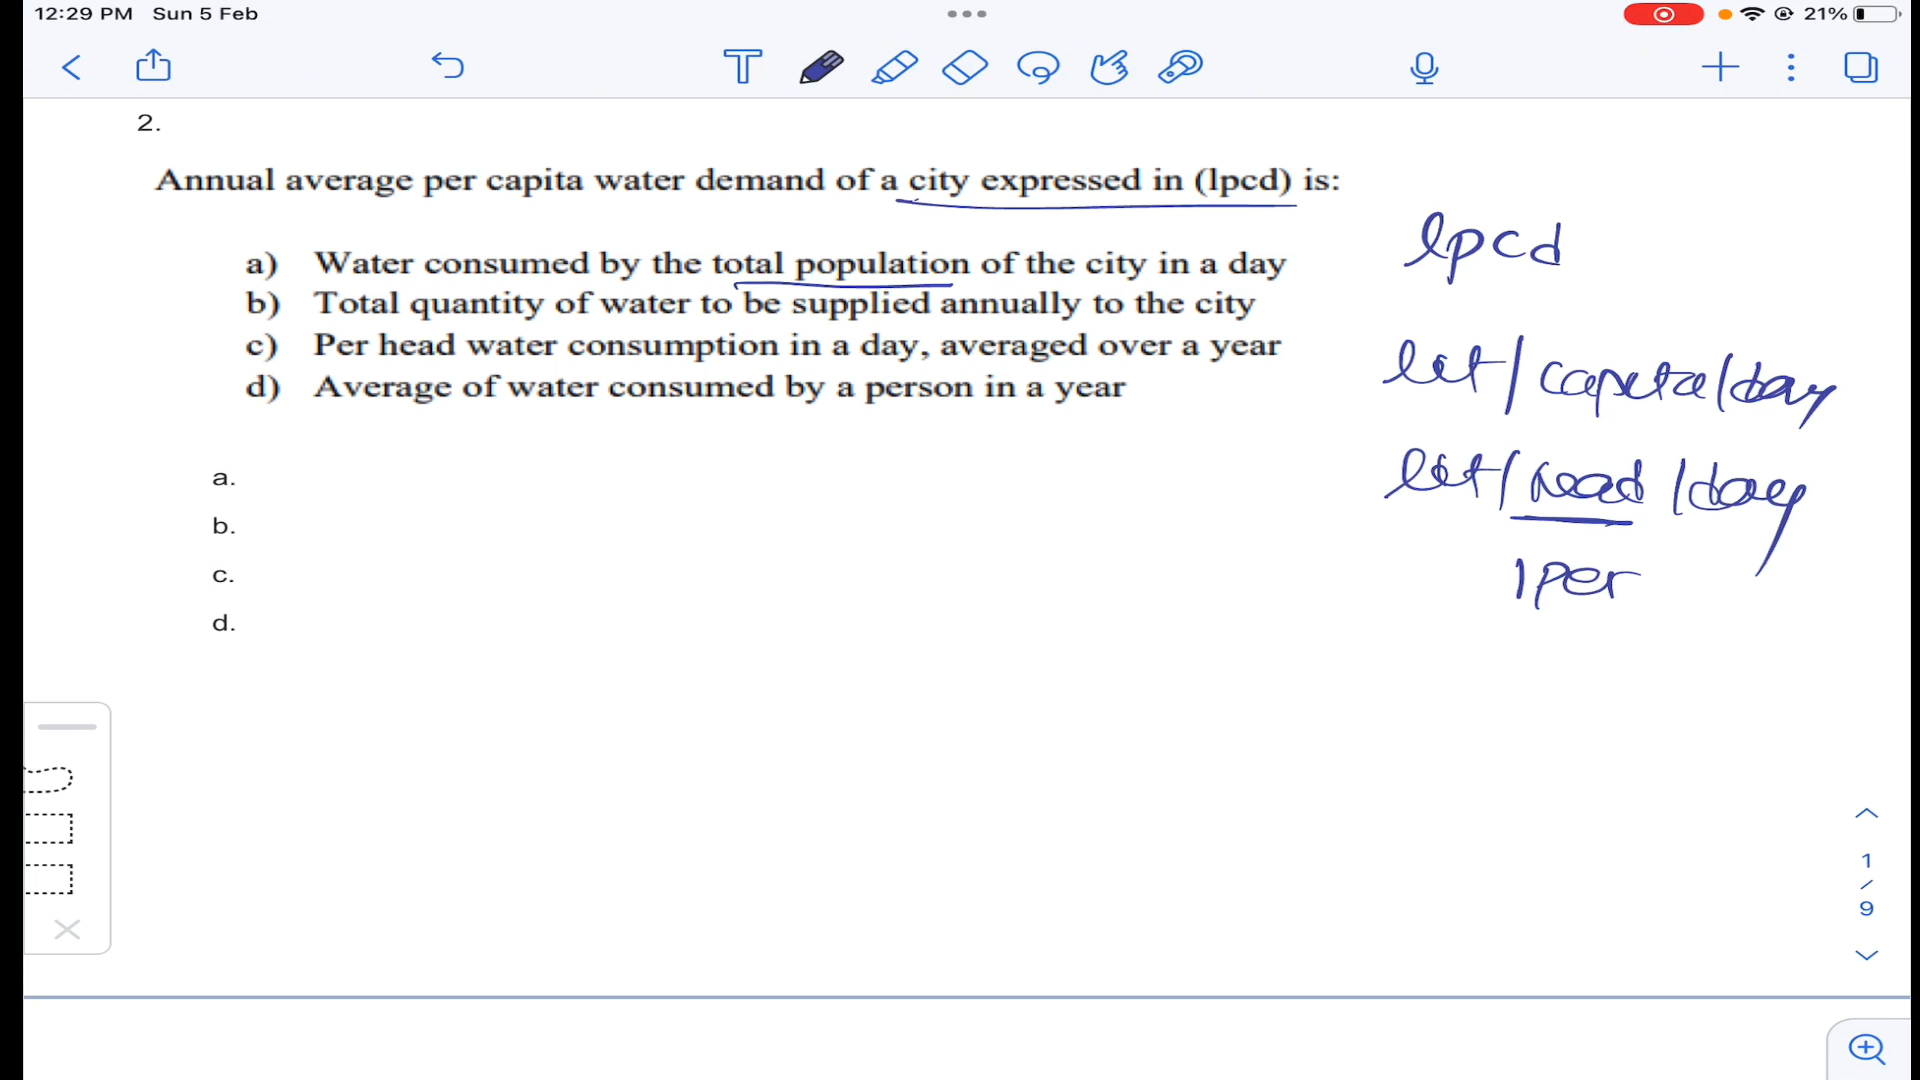 12:29 PM Sun 5 Feb
21%
2.
Annual average per capita water demand of a city expressed in (lpcd) is:
a) Water consumed by the total population of the city in a day
b) Total quantity of water to be supplied annually to the city
c) Per head water consumption in a day, averaged over a year
d) Average of water consumed by a person in a year
a.
b.
c.
d.
lpcd
lit/capita/day
lit/head/day
1 per
1
/
9